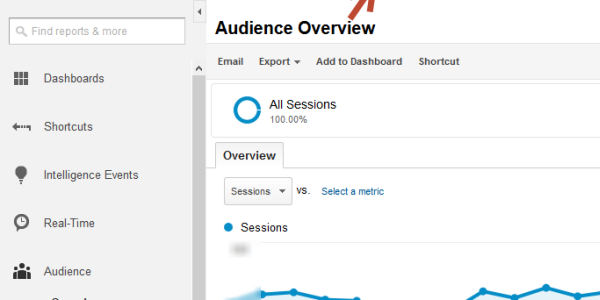 Find reports & more
Dashboards
Shortcuts
Intelligence Events
Real-Time
Audience
Audience Overview
Email Export Add to Dashboard Shortcut
All Sessions
100.00%
Overview
Sessions vs. Select a metric
Sessions